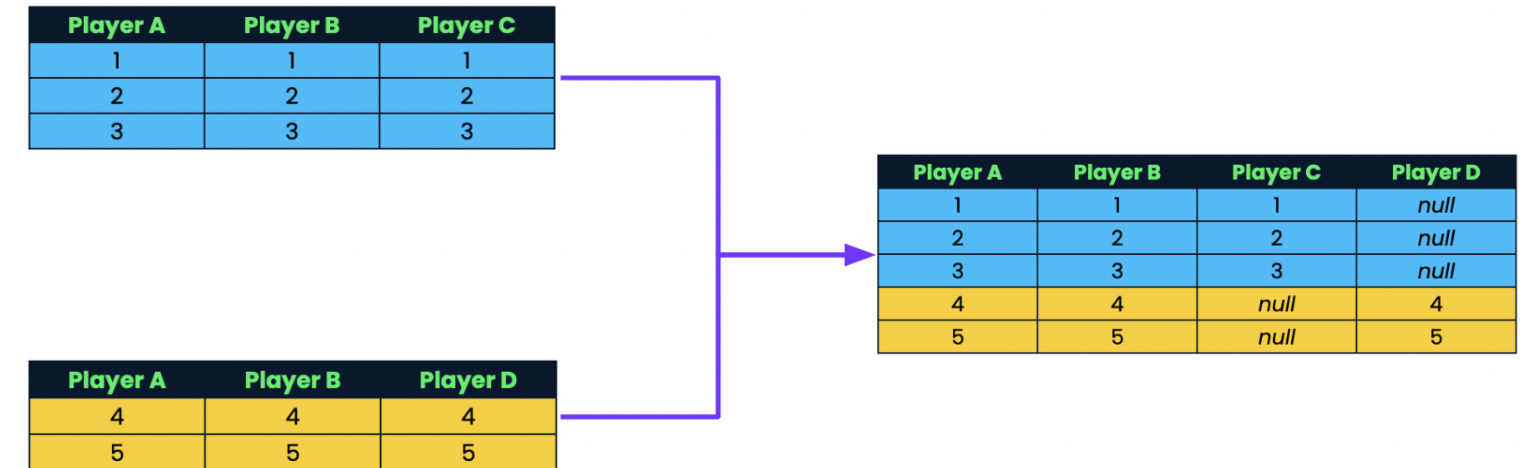 Player A Player B Player C
1 1 1
2 2 2
3 3 3
Player A Player B Player D
4 4 4
5 5 5
Player A Player B Player C Player D
1 1 1 null
2 2 2 null
3 3 3 null
4 4 null 4
5 5 null 5